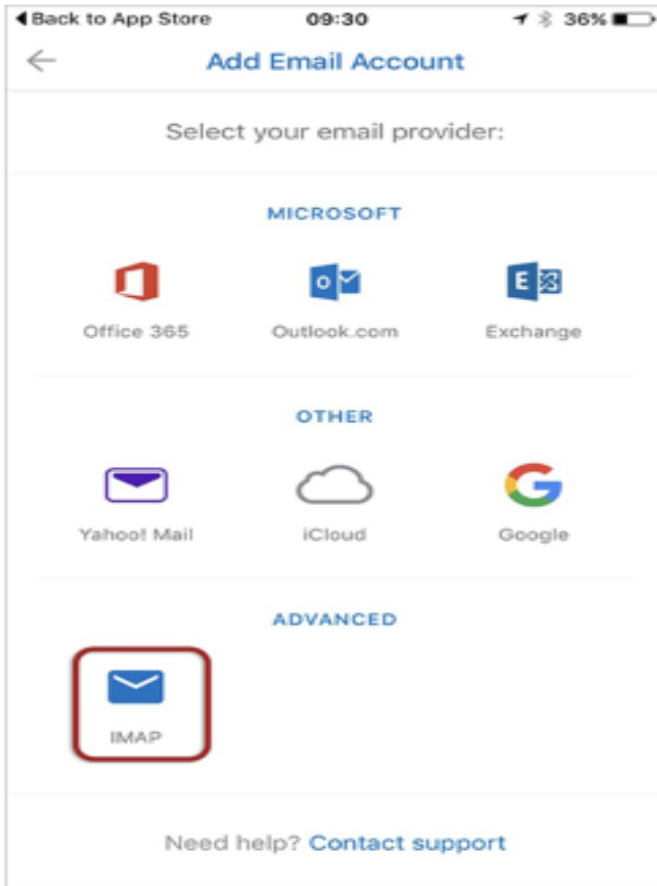 Back to App Store 09:30 36%
Add Email Account
Select your email provider:
MICROSOFT
Office 365 Outlook.com Exchange
OTHER
Yahoo! Mail iCloud Google
ADVANCED
IMAP
Need help? Contact support